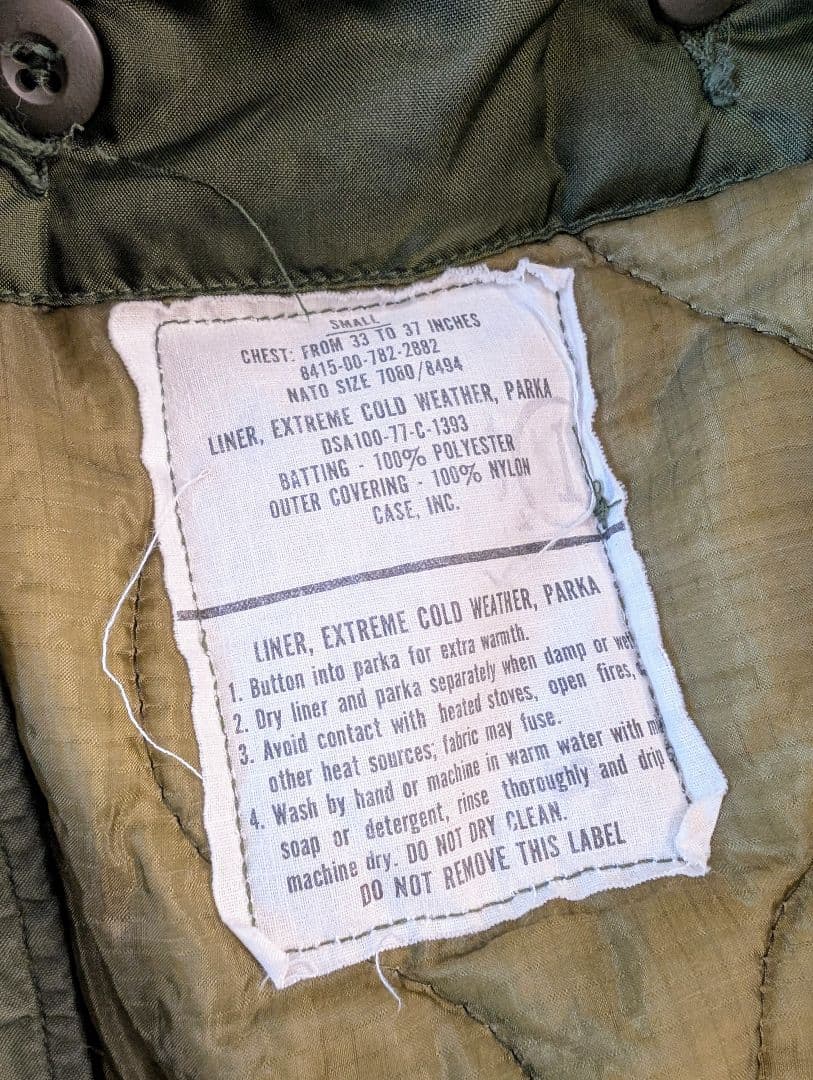 SMALL
CHEST: FROM 33 TO 37 INCHES
8415-00-782-2882
NATO SIZE 7080/8494
LINER, EXTREME COLD WEATHER, PARKA
DSA100-77-C-1393
BATTING - 100% POLYESTER
OUTER COVERING - 100% NYLON
CASE, INC.
LINER, EXTREME COLD WEATHER, PARKA
1. Button into parka for extra warmth.
2. Dry liner and parka separately when damp or
3. Avoid contact with heated stoves, open fires,
other heat sources; fabric may fuse.
4. Wash by hand or machine in warm water with
soap or detergent, rinse thoroughly and drip
machine dry. DO NOT DRY CLEAN.
DO NOT REMOVE THIS LABEL